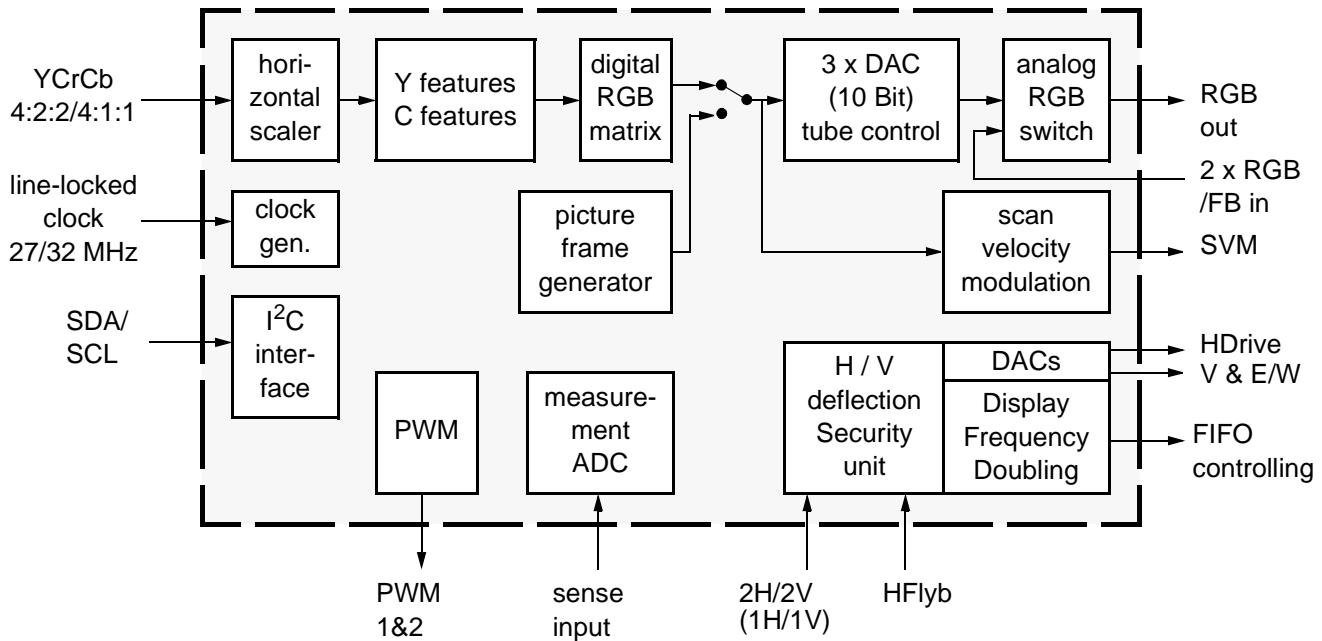 YCrCb
4:2:2/4:1:1
hori-
zontal
scaler
Y features
C features
digital
RGB
matrix
3 x DAC
(10 Bit)
tube control
analog
RGB
switch
RGB
out
2 x RGB
/FB in
line-locked
clock
27/32 MHz
clock
gen.
picture
frame
generator
scan
velocity
modulation
SVM
SDA/
SCL
I²C
inter-
face
PWM
measure-
ment
ADC
H / V
deflection
Security
unit
DACs
Display
Frequency
Doubling
HDrive
V & E/W
FIFO
controlling
PWM
1&2
sense
input
2H/2V
(1H/1V)
HFlyb